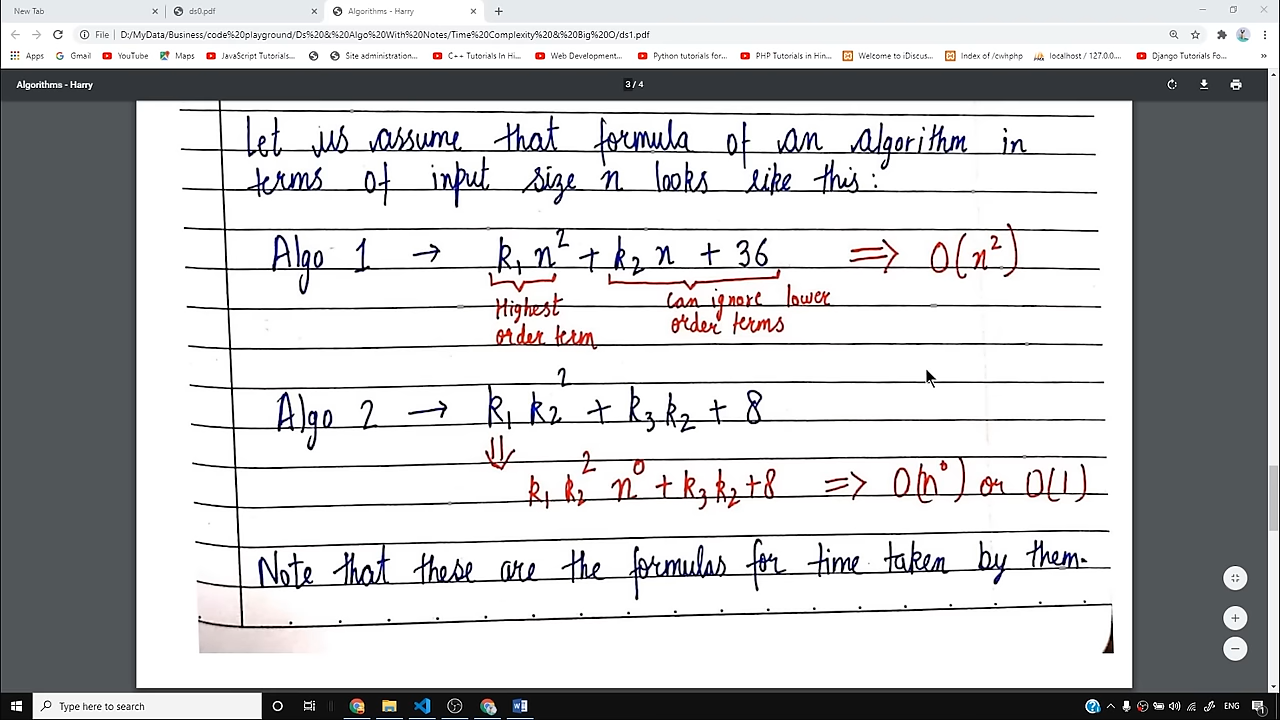 New Tab
ds0.pdf
Algorithms - Harry
File
D:/MyData/Business/code%20playground/Ds%20&%20Algo%20With%20Notes/Time%20Complexity%20&%20Big%20O/ds1.pdf
Apps
Gmail
YouTube
Maps
JavaScript Tutorials...
Site administration...
C++ Tutorials In Hi...
Web Development...
Python tutorials for...
PHP Tutorials in Hin...
Welcome to iDiscus...
Index of /cwhphp
localhost / 127.0.0...
Django Tutorials Fo...
Algorithms - Harry
3 / 4
Let us assume that formula of an algorithm in
terms of input size n looks like this:
Algo 1 → k₁n² + k₂n + 36 ⇒ O(n²)
Highest
order term
Can ignore lower
order terms
Algo 2 → k₁k₂² + k₃k₂ + 8
⇓
k₁k₂²n⁰ + k₃k₂+8 ⇒ O(n⁰) or O(1)
Note that these are the formulas for time taken by them.
Type here to search
ENG